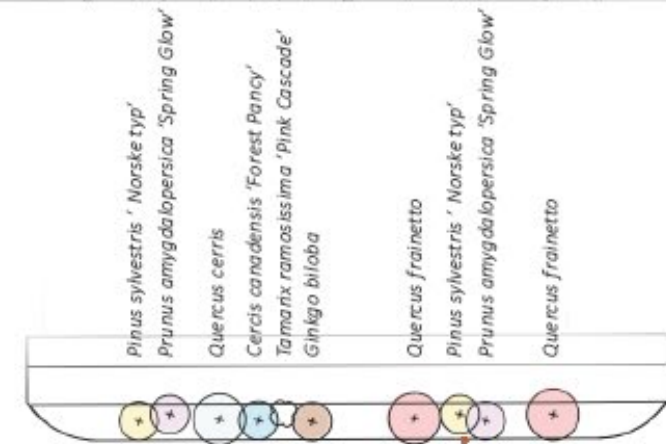 Pinus sylvestris ' Norske typ'
Prunus amygdalopersica 'Spring Glow'
Quercus cerris
Cercis canadensis 'Forest Pancy'
Tamarix ramosissima 'Pink Cascade'
Ginkgo biloba
Quercus frainetto
Pinus sylvestris ' Norske typ'
Prunus amygdalopersica 'Spring Glow'
Quercus frainetto